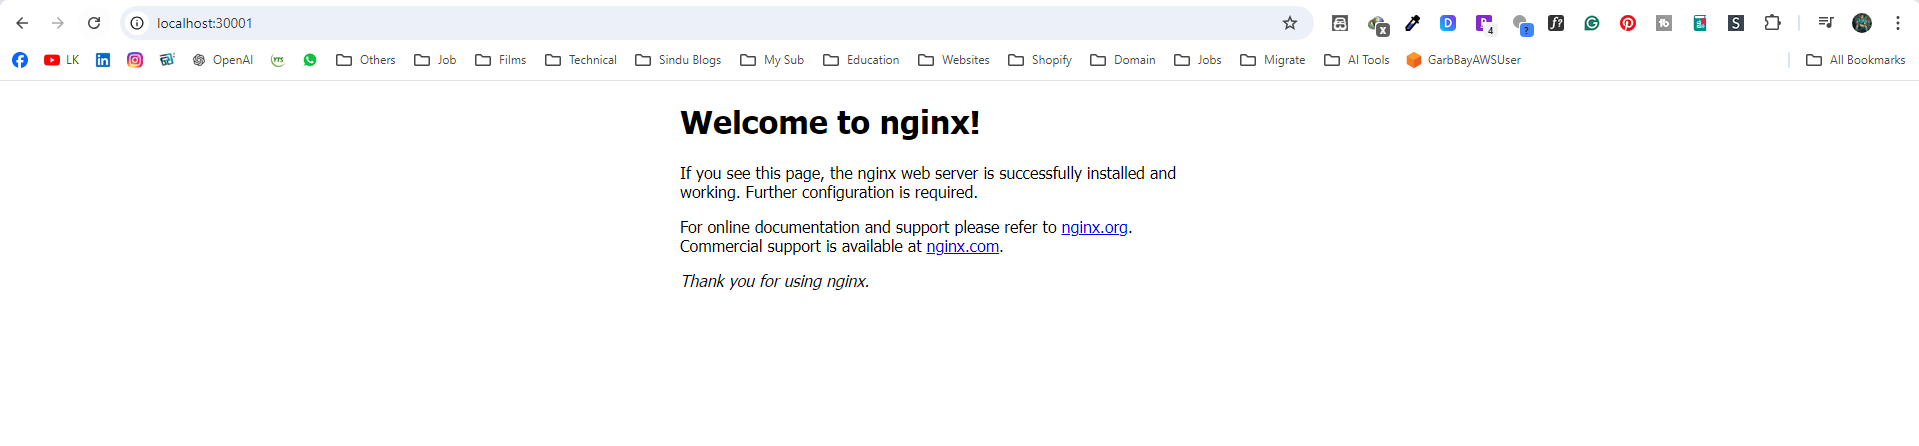 localhost:30001
X
D
4
?
f?
G
S
LK
OpenAI
YTS
Others
Job
Films
Technical
Sindu Blogs
My Sub
Education
Websites
Shopify
Domain
Jobs
Migrate
AI Tools
GarbBayAWSUser
All Bookmarks
Welcome to nginx!
If you see this page, the nginx web server is successfully installed and
working. Further configuration is required.
For online documentation and support please refer to nginx.org.
Commercial support is available at nginx.com.
Thank you for using nginx.